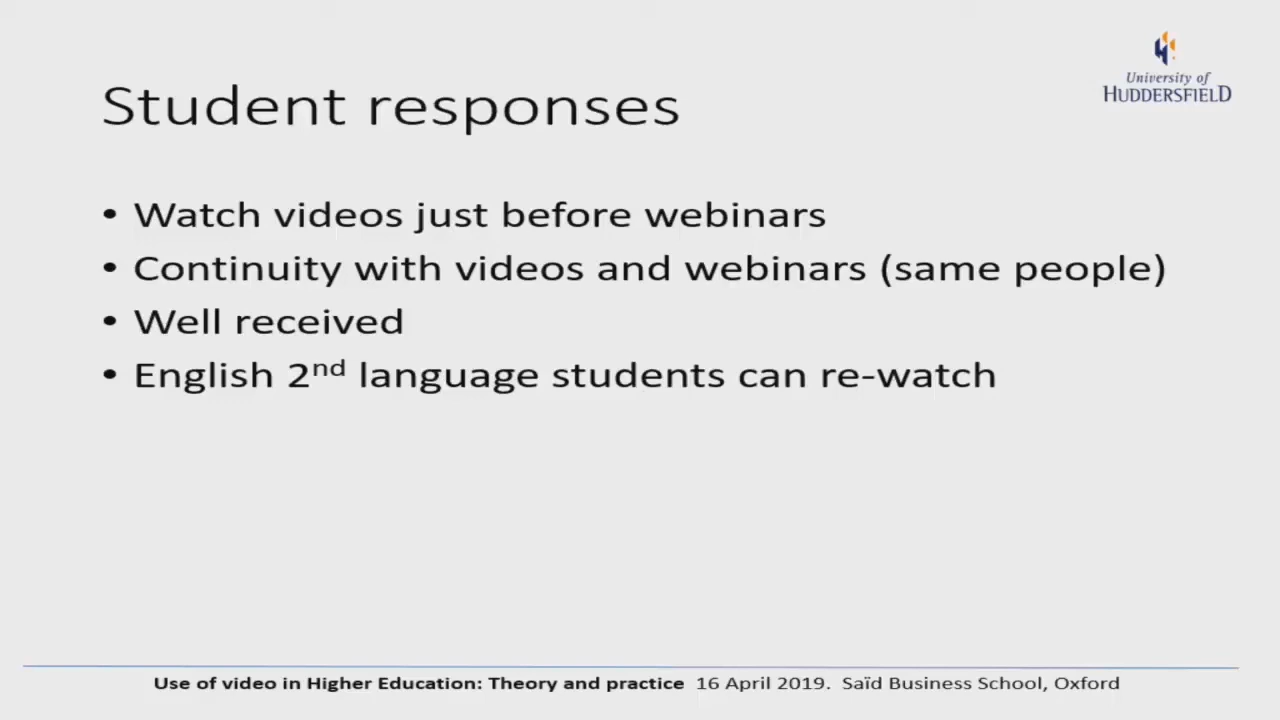 University of
HUDDERSFIELD
Student responses
• Watch videos just before webinars
• Continuity with videos and webinars (same people)
• Well received
• English 2nd language students can re-watch
Use of video in Higher Education: Theory and practice 16 April 2019. Saïd Business School, Oxford